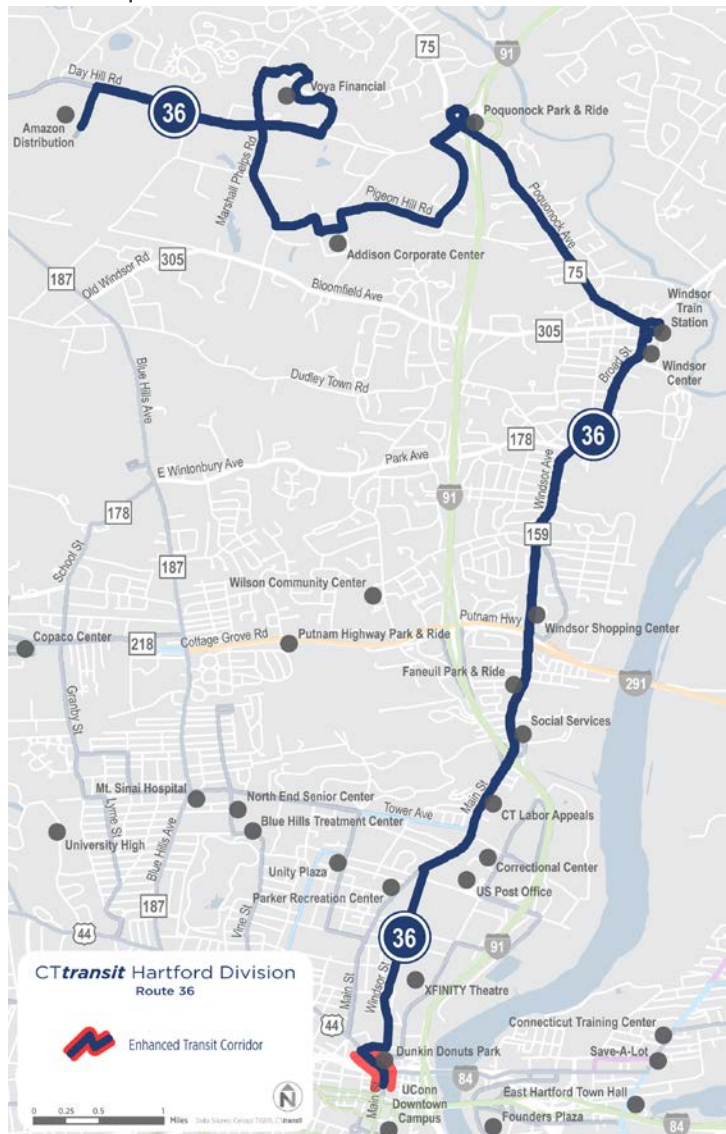 75
91
75
Day Hill Rd
36
Voya Financial
Amazon
Distribution
Poquonock Park & Ride
Marshall Phelps Rd
Pigeon Hill Rd
Poquonock Ave
Addison Corporate Center
187
Old Windsor Rd
305
Bloomfield Ave
75
305
Windsor
Train
Station
Broad St
Windsor
Center
Blue Hills Ave
Dudley Town Rd
36
178
E Wintonbury Ave
Park Ave
91
Windsor Ave
178
School St
159
187
Wilson Community Center
Putnam Hwy
Windsor Shopping Center
Copaco Center
218
Cottage Grove Rd
Putnam Highway Park & Ride
Faneuil Park & Ride
291
Granby St
Social Services
Mt. Sinai Hospital
North End Senior Center
Main St
Tower Ave
CT Labor Appeals
Lyme St
Blue Hills Treatment Center
University High
Blue Hills Ave
Unity Plaza
Correctional Center
Parker Recreation Center
US Post Office
187
44
Vine St
36
91
CTtransit Hartford Division
Route 36
Main St
Windsor St
XFINITY Theatre
Enhanced Transit Corridor
44
Connecticut Training Center
Dunkin Donuts Park
Save-A-Lot
84
84
N
Main St
UConn
Downtown
Campus
East Hartford Town Hall
Founders Plaza
0 0.25 0.5 1
Miles
Data Sources: Census TIGER, CTtransit